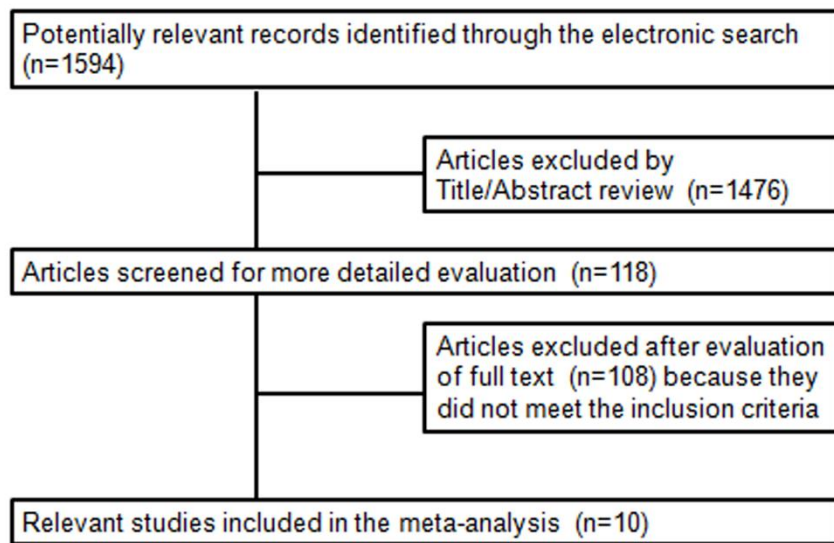 Potentially relevant records identified through the electronic search
(n=1594)
Articles excluded by
Title/Abstract review (n=1476)
Articles screened for more detailed evaluation (n=118)
Articles excluded after evaluation
of full text (n=108) because they
did not meet the inclusion criteria
Relevant studies included in the meta-analysis (n=10)